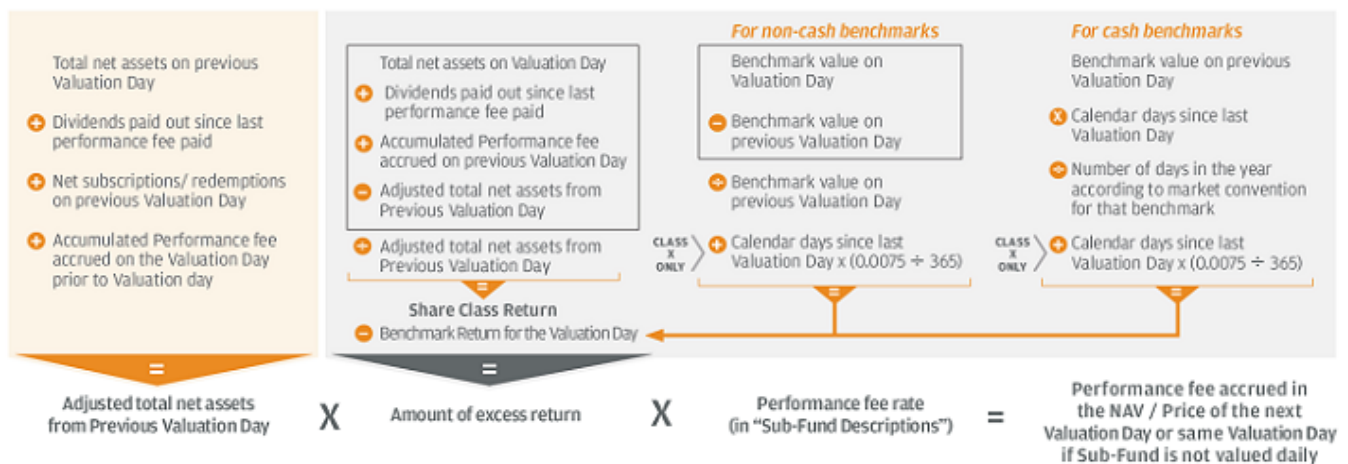 Total net assets on previous
Valuation Day
+ Dividends paid out since last
performance fee paid
+ Net subscriptions/ redemptions
on previous Valuation Day
+ Accumulated Performance fee
accrued on the Valuation Day
prior to Valuation day
=
Adjusted total net assets
from Previous Valuation Day
X
Total net assets on Valuation Day
+ Dividends paid out since last
performance fee paid
+ Accumulated Performance fee
accrued on previous Valuation Day
− Adjusted total net assets from
Previous Valuation Day
÷ Adjusted total net assets from
Previous Valuation Day
=
Share Class Return
− Benchmark Return for the Valuation Day
=
Amount of excess return
For non-cash benchmarks
Benchmark value on
Valuation Day
− Benchmark value on
previous Valuation Day
÷ Benchmark value on
previous Valuation Day
CLASS
X
ONLY
+ Calendar days since last
Valuation Day x (0.0075 ÷ 365)
=
For cash benchmarks
Benchmark value on previous
Valuation Day
X Calendar days since last
Valuation Day
÷ Number of days in the year
according to market convention
for that benchmark
CLASS
X
ONLY
+ Calendar days since last
Valuation Day x (0.0075 ÷ 365)
=
X
Performance fee rate
(in “Sub-Fund Descriptions”)
=
Performance fee accrued in
the NAV / Price of the next
Valuation Day or same Valuation Day
if Sub-Fund is not valued daily